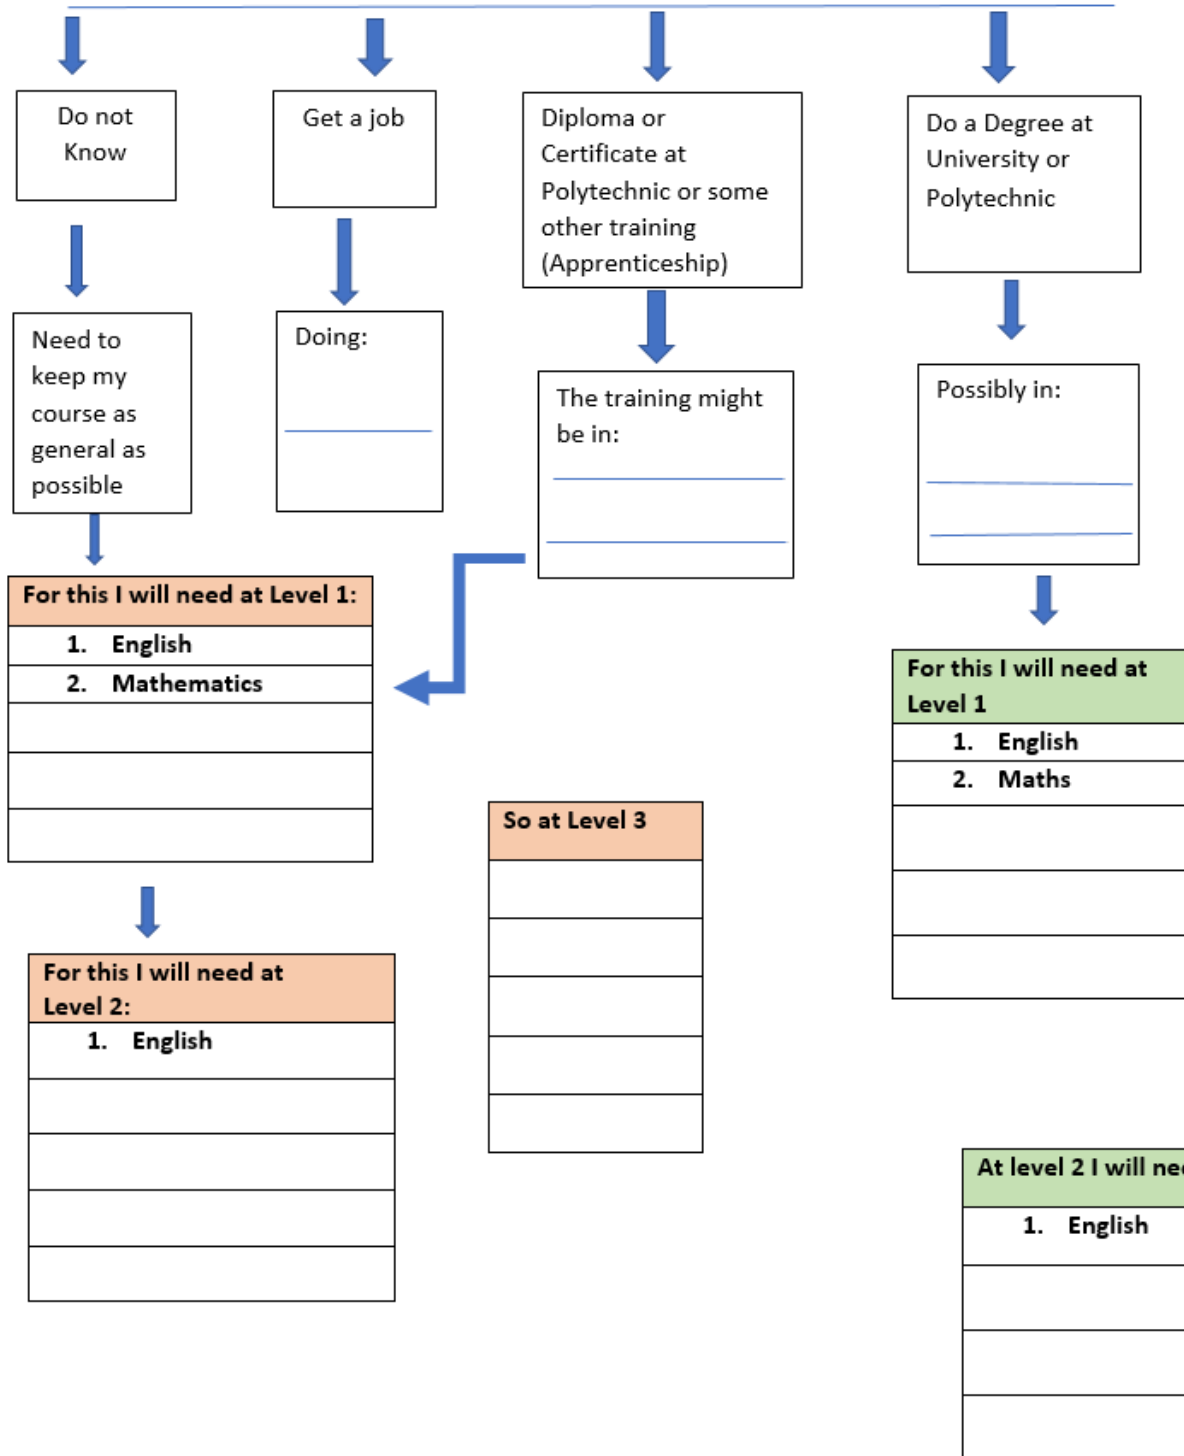 Do not
Know
Get a job
Diploma or
Certificate at
Polytechnic or some
other training
(Apprenticeship)
Do a Degree at
University or
Polytechnic
Need to
keep my
course as
general as
possible
Doing:
The training might
be in:
Possibly in:
For this I will need at Level 1:
1. English
2. Mathematics
For this I will need at
Level 1
1. English
2. Maths
So at Level 3
For this I will need at
Level 2:
1. English
At level 2 I will
1. English